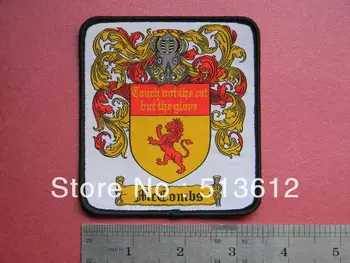 Touch not the cat
but the glove
McCombs
Store No: 513612
1
2
3
4
5